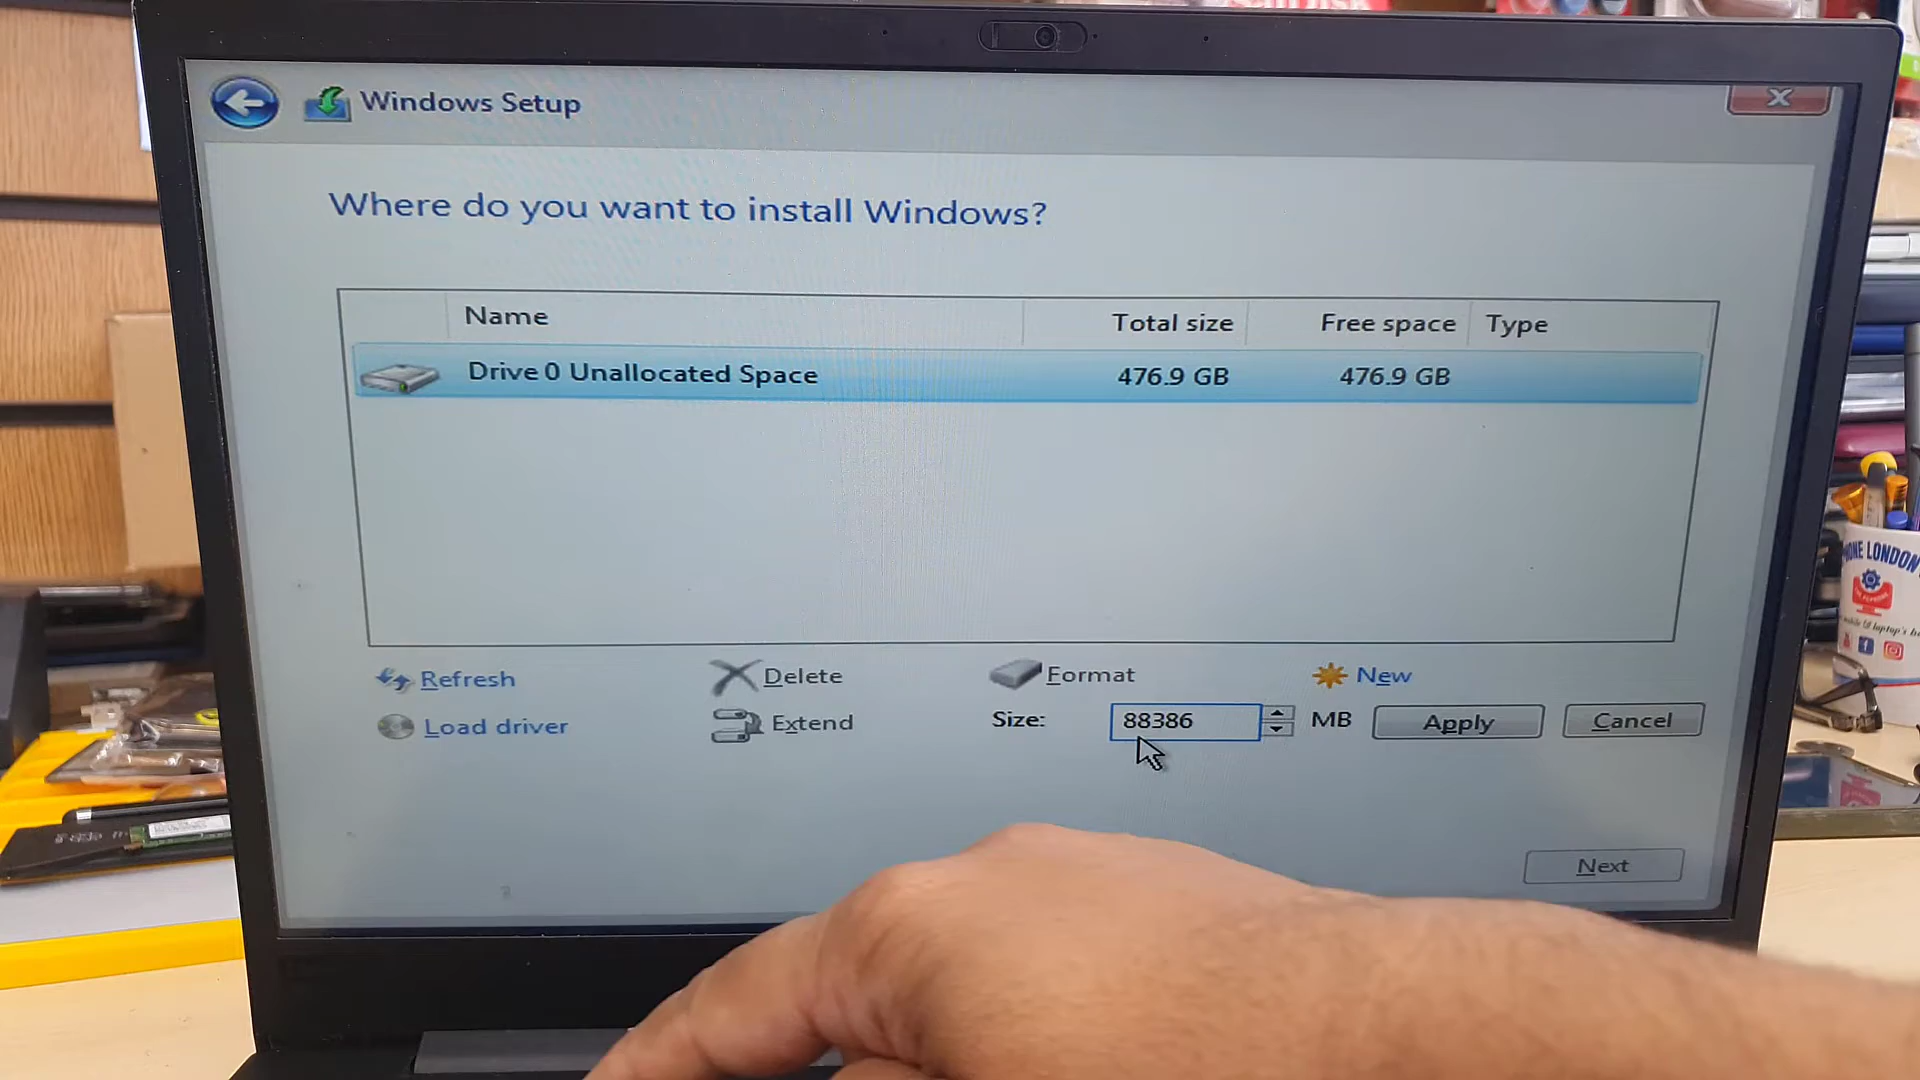 Windows Setup
Where do you want to install Windows?
Name Total size Free space Type
Drive 0 Unallocated Space 476.9 GB 476.9 GB
Refresh Delete Format New
Load driver Extend Size: 88386 MB Apply Cancel
Next
ONE LONDON